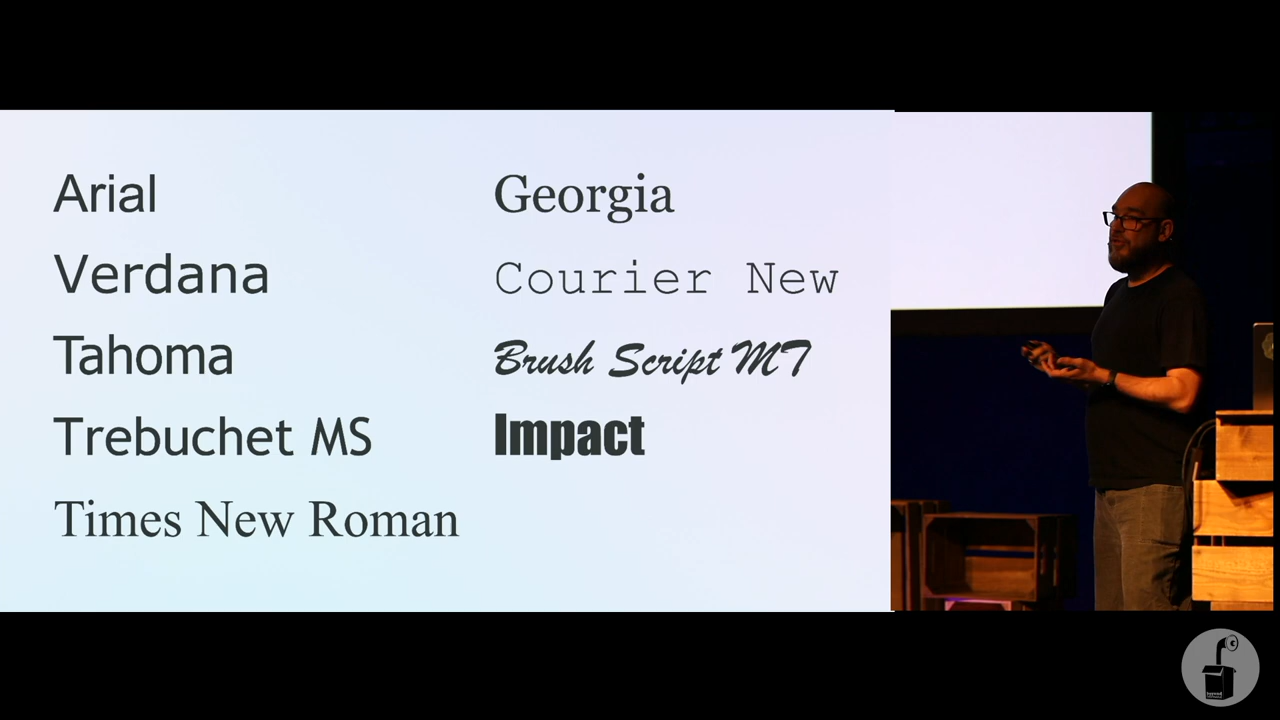 Arial
Verdana
Tahoma
Trebuchet MS
Times New Roman
Georgia
Courier New
Brush Script MT
Impact